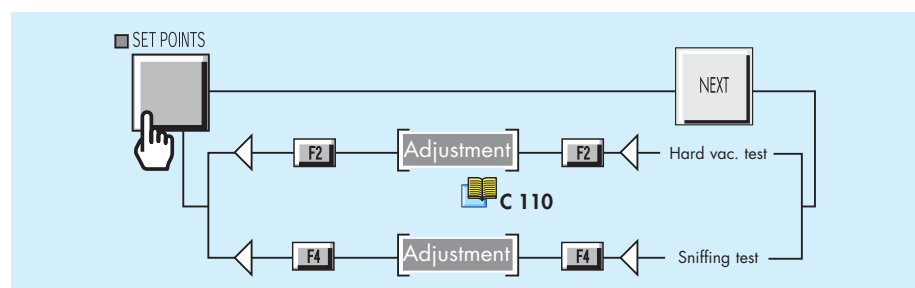 SET POINTS
NEXT
F2 Adjustment F2 Hard vac. test
C 110
F4 Adjustment F4 Sniffing test